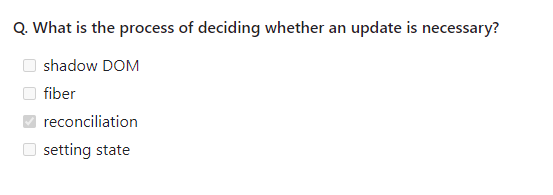 Q. What is the process of deciding whether an update is necessary?
shadow DOM
fiber
reconciliation
setting state